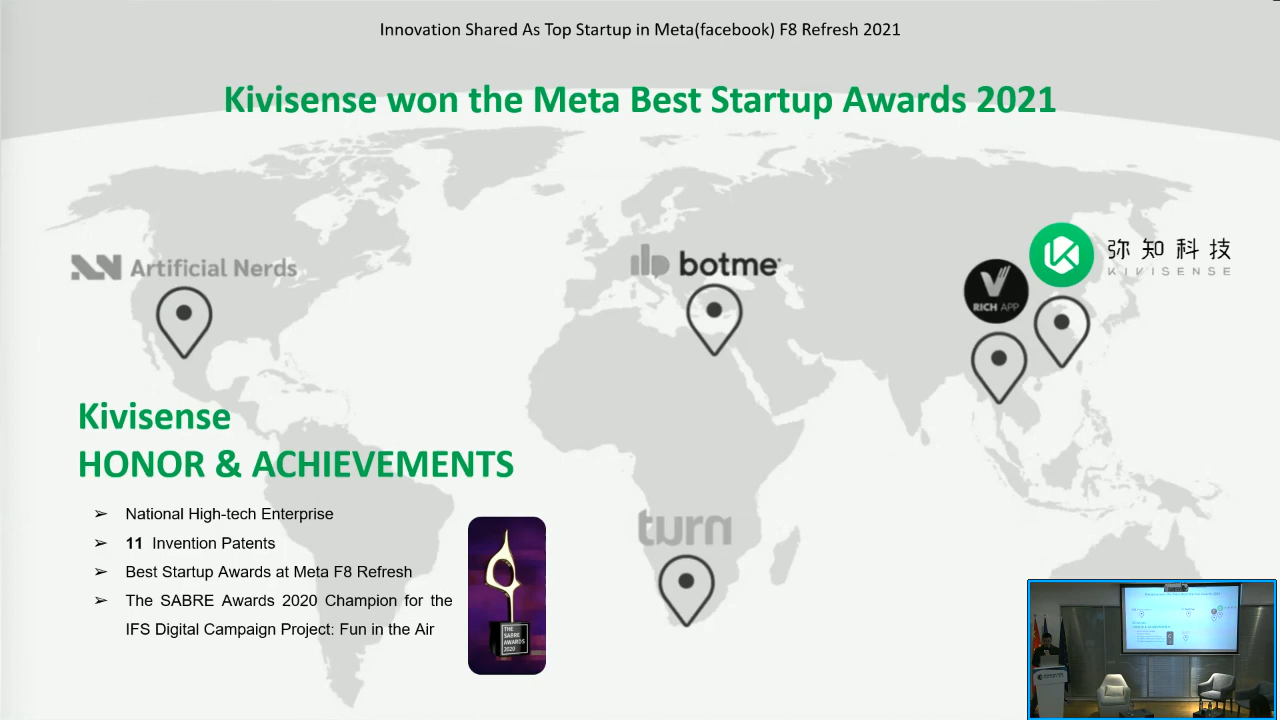 Innovation Shared As Top Startup in Meta(facebook) F8 Refresh 2021
Kivisense won the Meta Best Startup Awards 2021
Artificial Nerds
botme
RICH APP
弥知科技
KIVISENSE
Kivisense
HONOR & ACHIEVEMENTS
➢ National High-tech Enterprise
➢ 11 Invention Patents
➢ Best Startup Awards at Meta F8 Refresh
➢ The SABRE Awards 2020 Champion for the
IFS Digital Campaign Project: Fun in the Air
THE
SABRE
AWARDS
2020
turn